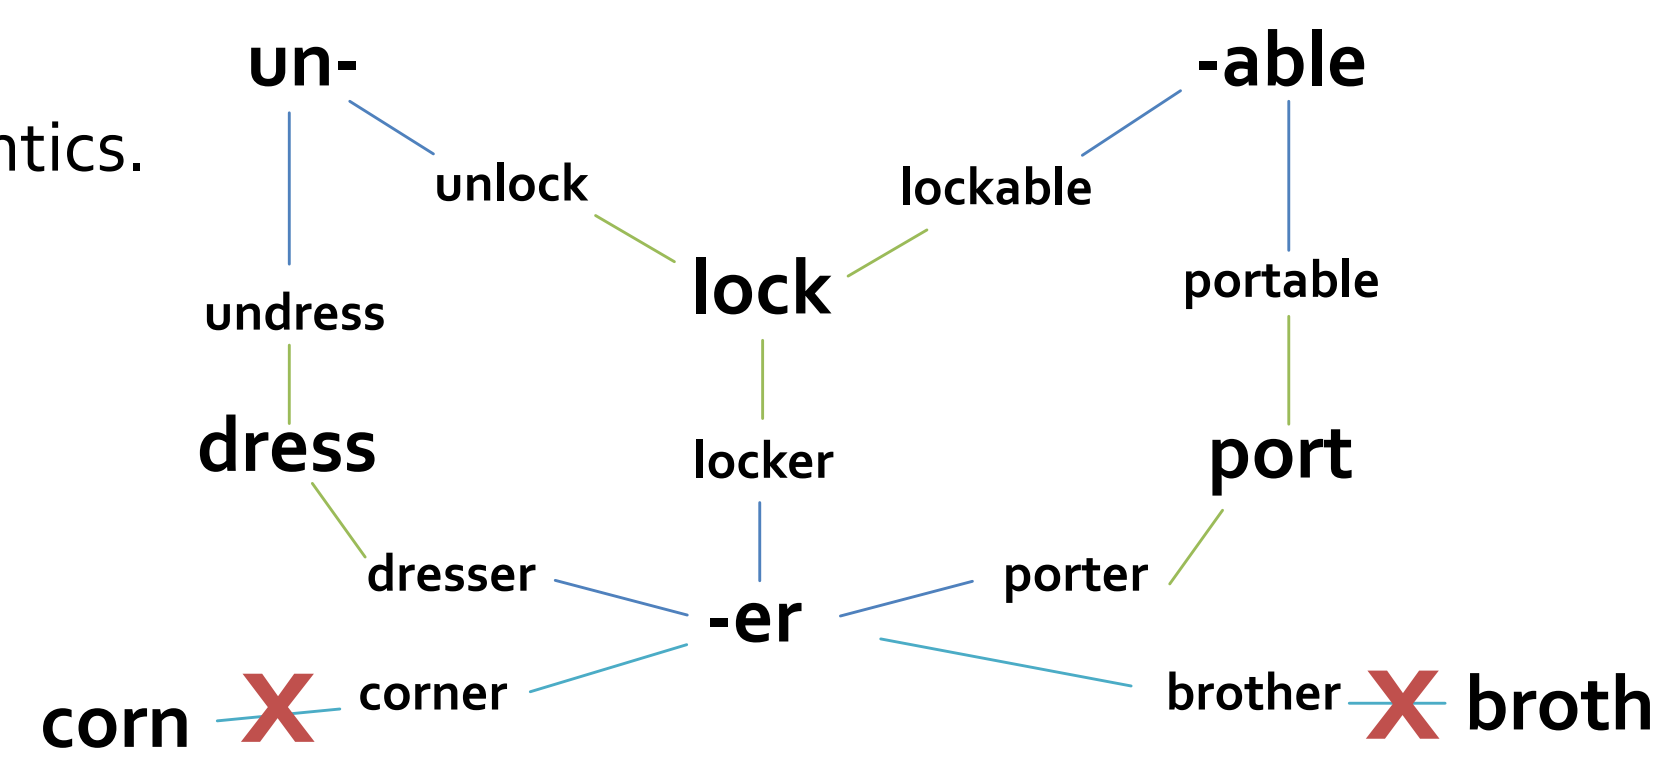 un- -able
ntics.
unlock lockable
lock
undress portable
dress port
locker
dresser porter
-er
corn X corner brother X broth